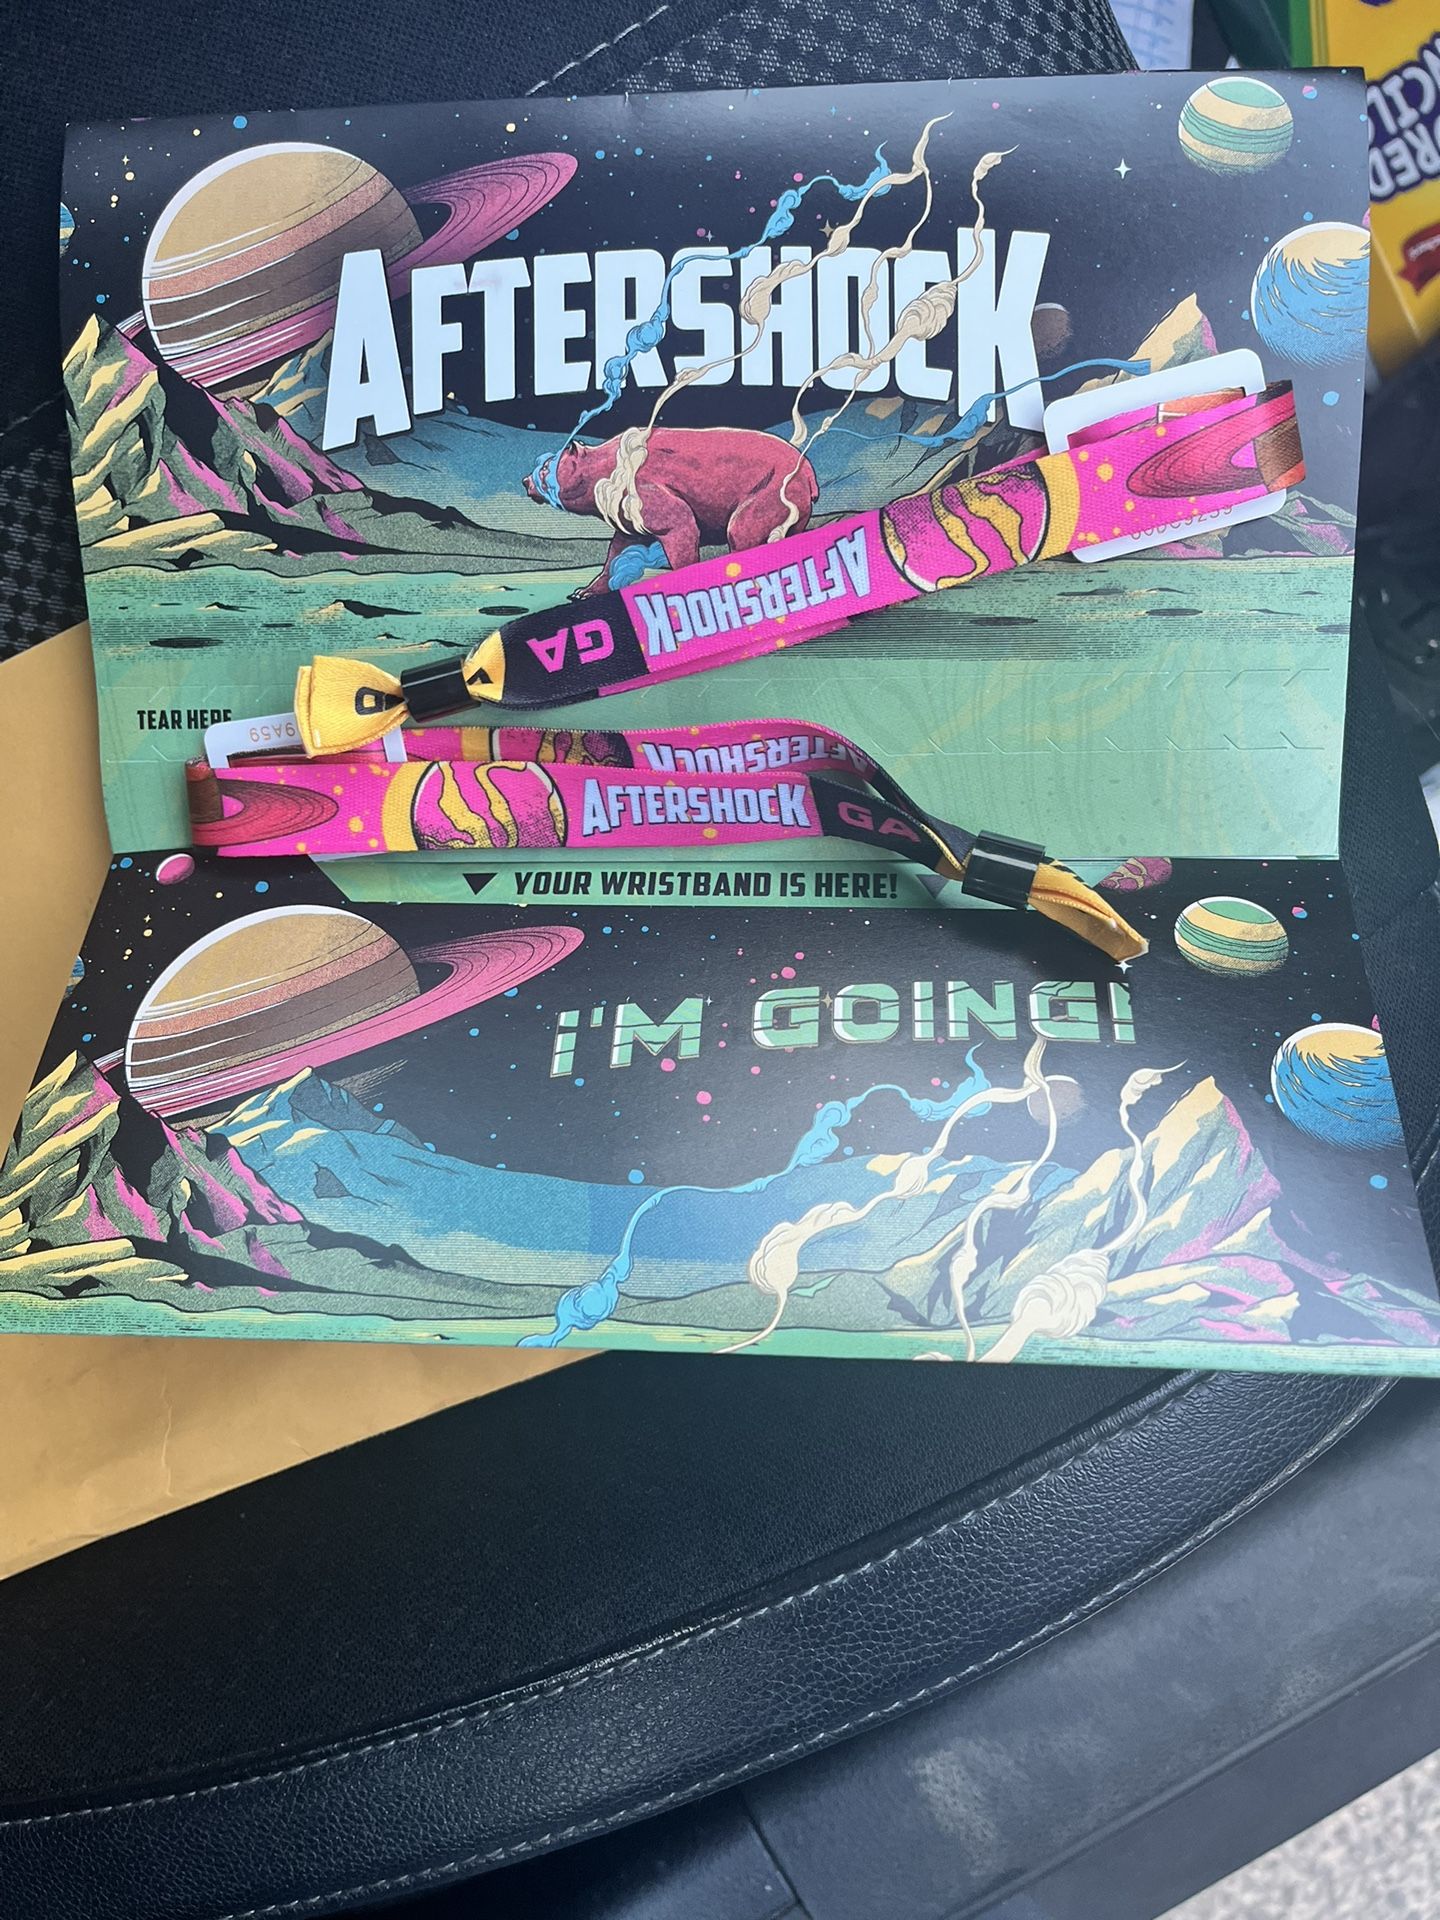 AFTERSHOCK
AFTERSHOCK
GA
TEAR HERE
9A59
AFTERSHOCK
AFTERSHOCK
GA
YOUR WRISTBAND IS HERE!
I'M GOING!